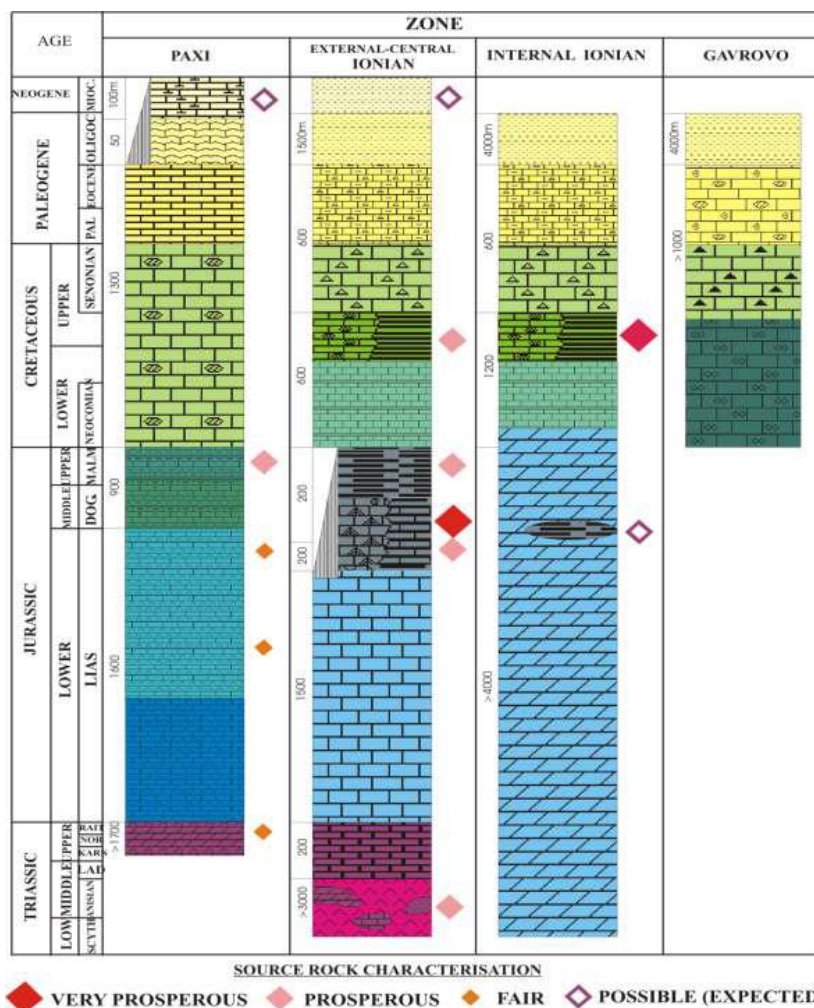 ZONE
AGE
PAXI
EXTERNAL-CENTRAL
IONIAN
INTERNAL IONIAN
GAVROVO
NEOGENE
MIOC.
100m
PALEOGENE
OLIGOC
50
1500m
4000m
4000m
EOCENE
PAL
600
600
>1000
CRETACEOUS
UPPER
SENONIAN
1300
LOWER
NEOCOMIAN
600
1200
JURASSIC
UPPER
MALM
MIDDLE
DOG.
900
200
200
LOWER
LIAS
1600
1500
>4000
TRIASSIC
UPPER
RAIT
NOR
KARN
>1700
200
MIDDLE
LAD
ANISIAN
>3000
LOW
SCYTH
SOURCE ROCK CHARACTERISATION
VERY PROSPEROUS PROSPEROUS FAIR POSSIBLE (EXPECTED